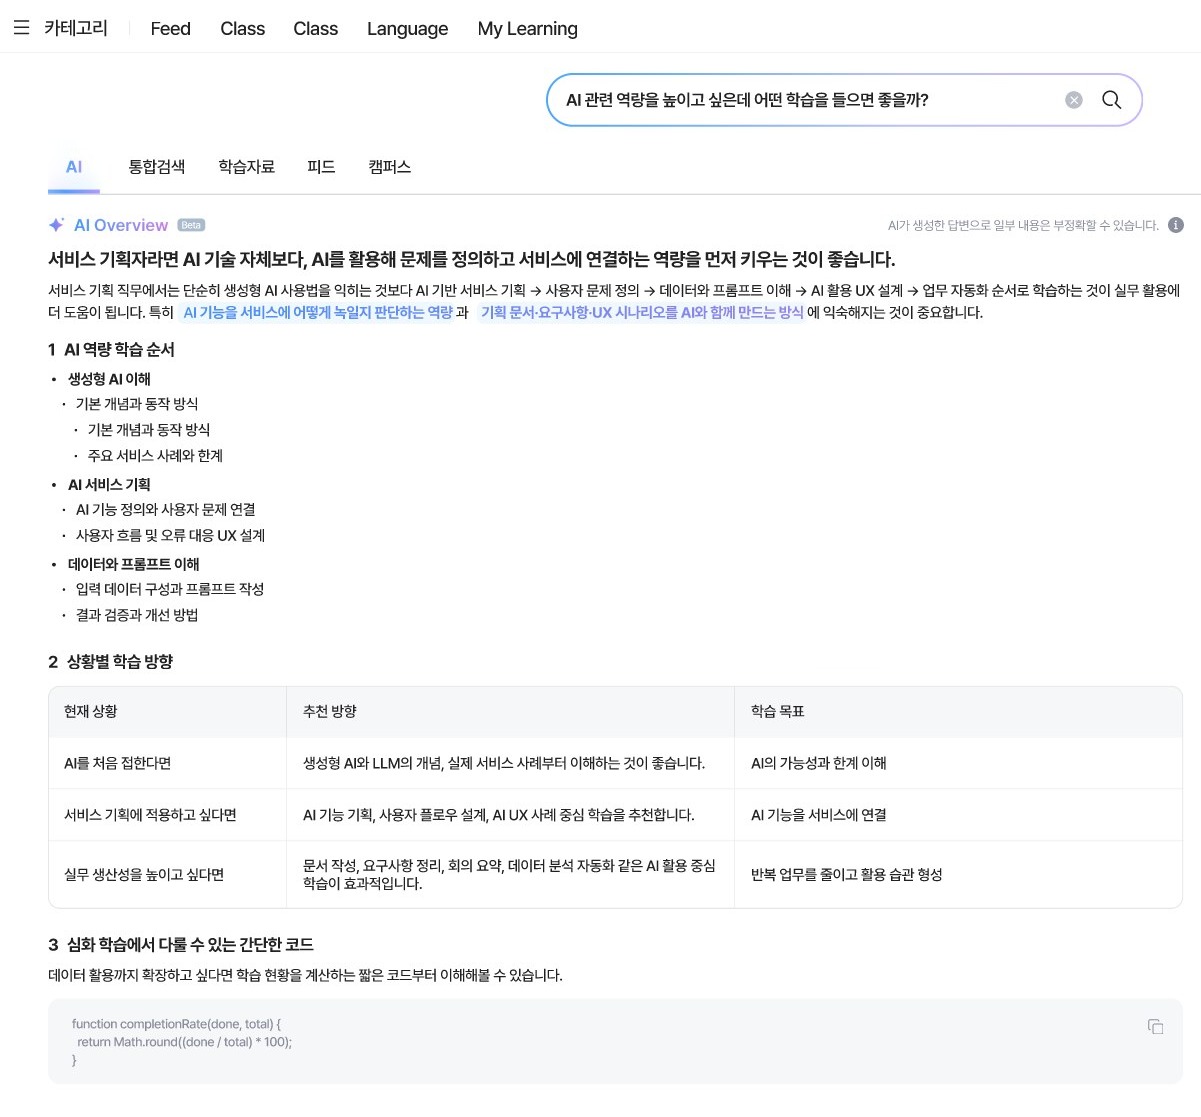 카테고리 Feed Class Class Language My Learning
AI 관련 역량을 높이고 싶은데 어떤 학습을 들으면 좋을까?
AI 통합검색 학습자료 피드 캠퍼스
AI Overview Beta
AI가 생성한 답변으로 일부 내용은 부정확할 수 있습니다.
서비스 기획자라면 AI 기술 자체보다, AI를 활용해 문제를 정의하고 서비스에 연결하는 역량을 먼저 키우는 것이 좋습니다.
서비스 기획 직무에서는 단순히 생성형 AI 사용법을 익히는 것보다 AI 기반 서비스 기획 → 사용자 문제 정의 → 데이터와 프롬프트 이해 → AI 활용 UX 설계 → 업무 자동화 순서로 학습하는 것이 실무 활용에
더 도움이 됩니다. 특히 AI 기능을 서비스에 어떻게 녹일지 판단하는 역량 과 기획 문서·요구사항·UX 시나리오를 AI와 함께 만드는 방식 에 익숙해지는 것이 중요합니다.
1 AI 역량 학습 순서
• 생성형 AI 이해
· 기본 개념과 동작 방식
· 기본 개념과 동작 방식
· 주요 서비스 사례와 한계
• AI 서비스 기획
· AI 기능 정의와 사용자 문제 연결
· 사용자 흐름 및 오류 대응 UX 설계
• 데이터와 프롬프트 이해
· 입력 데이터 구성과 프롬프트 작성
· 결과 검증과 개선 방법
2 상황별 학습 방향
현재 상황 추천 방향 학습 목표
AI를 처음 접한다면 생성형 AI와 LLM의 개념, 실제 서비스 사례부터 이해하는 것이 좋습니다. AI의 가능성과 한계 이해
서비스 기획에 적용하고 싶다면 AI 기능 기획, 사용자 플로우 설계, AI UX 사례 중심 학습을 추천합니다. AI 기능을 서비스에 연결
실무 생산성을 높이고 싶다면 문서 작성, 요구사항 정리, 회의 요약, 데이터 분석 자동화 같은 AI 활용 중심
학습이 효과적입니다. 반복 업무를 줄이고 활용 습관 형성
3 심화 학습에서 다룰 수 있는 간단한 코드
데이터 활용까지 확장하고 싶다면 학습 현황을 계산하는 짧은 코드부터 이해해볼 수 있습니다.
function completionRate(done, total) {
return Math.round((done / total) * 100);
}